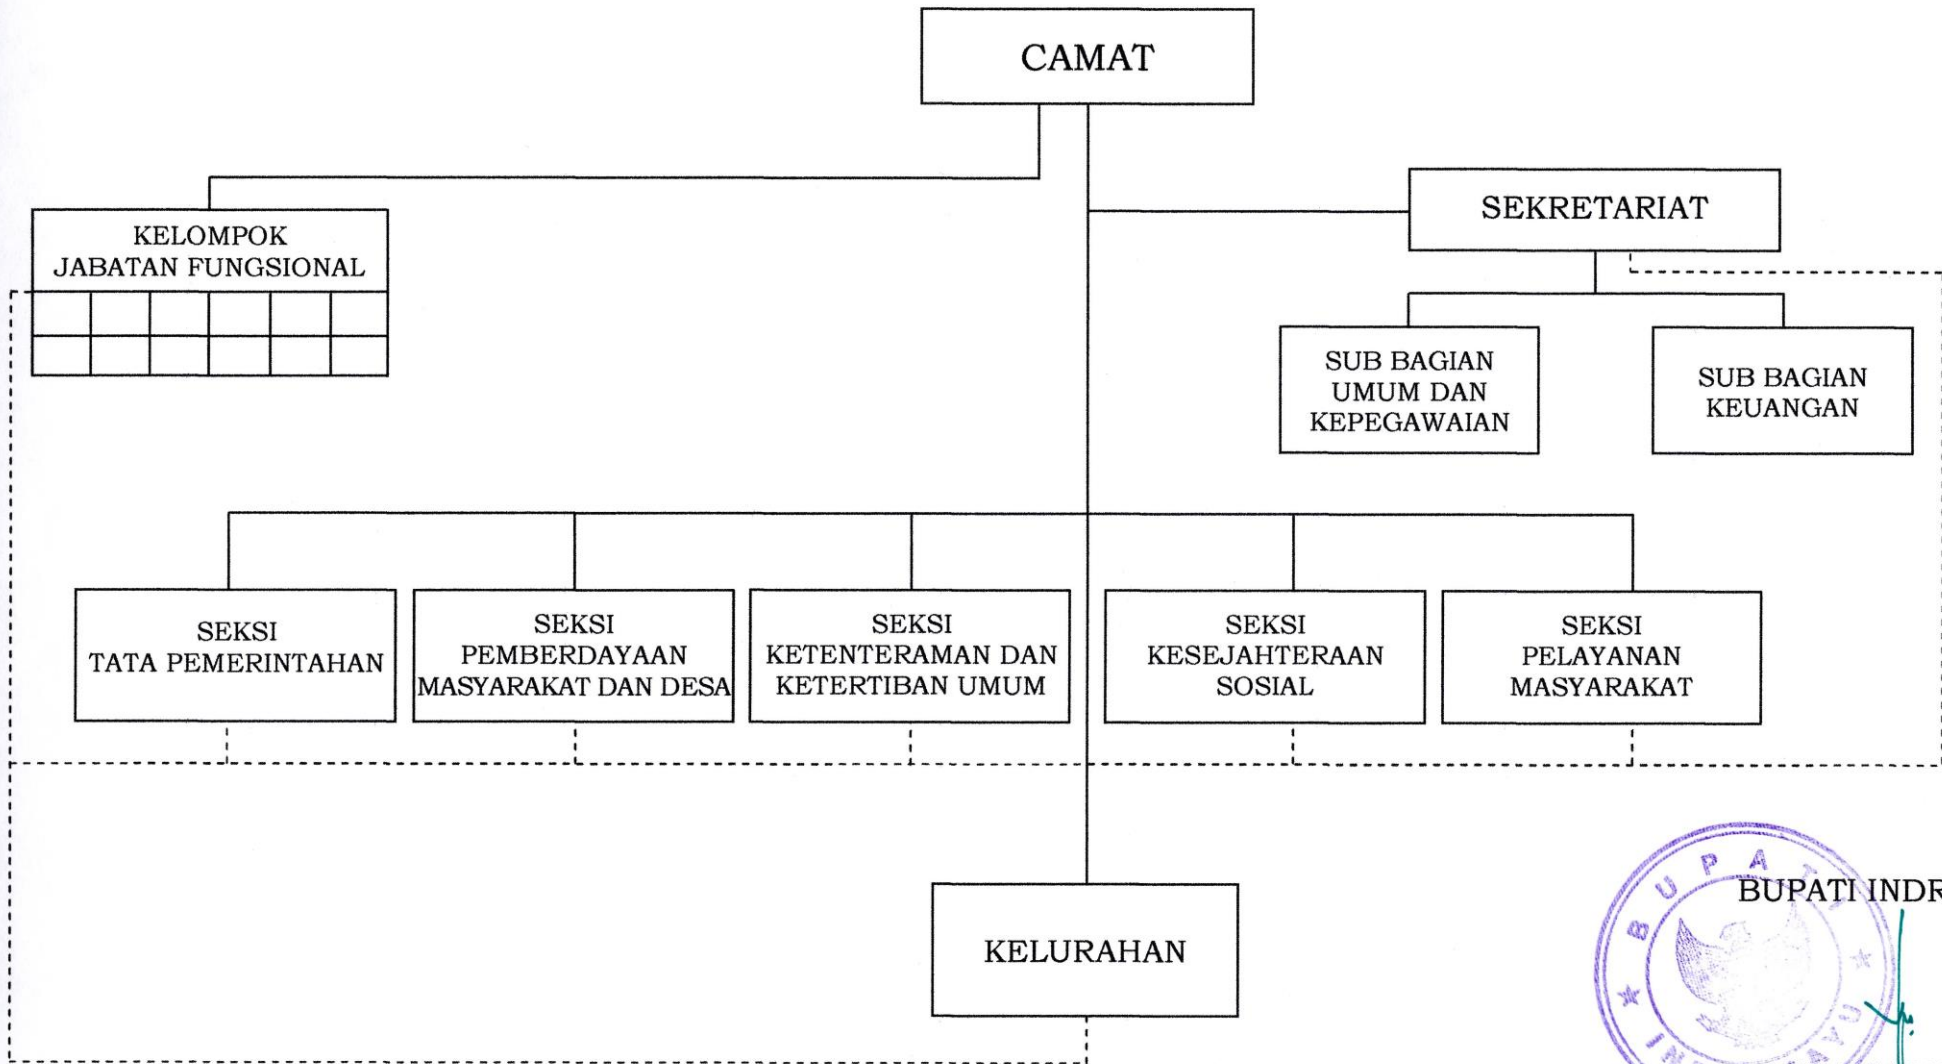 CAMAT
SEKRETARIAT
KELOMPOK
JABATAN FUNGSIONAL
SUB BAGIAN
UMUM DAN
KEPEGAWAIAN
SUB BAGIAN
KEUANGAN
SEKSI
TATA PEMERINTAHAN
SEKSI
PEMBERDAYAAN
MASYARAKAT DAN DESA
SEKSI
KETENTERAMAN DAN
KETERTIBAN UMUM
SEKSI
KESEJAHTERAAN
SOSIAL
SEKSI
PELAYANAN
MASYARAKAT
KELURAHAN
BUPATI INDR
BUPATI